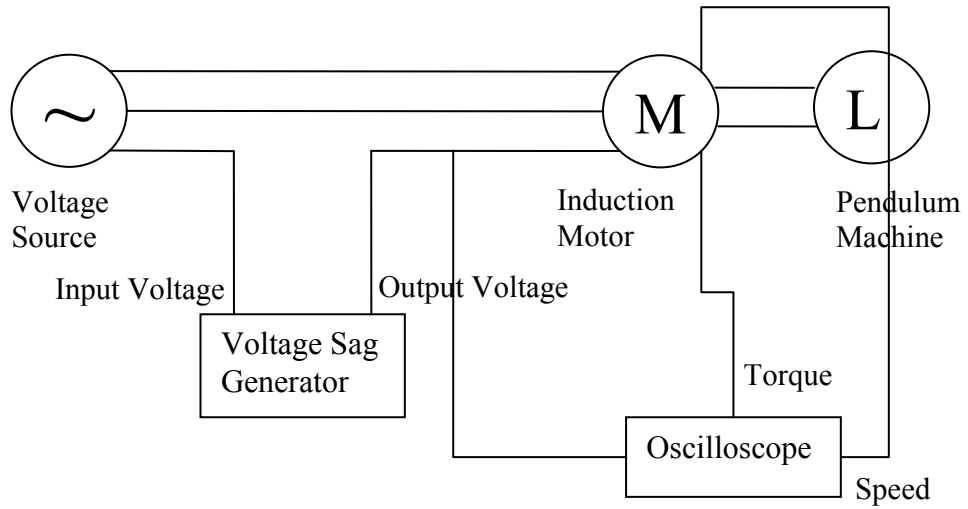 ~
M
L
Voltage
Source
Induction
Motor
Pendulum
Machine
Input Voltage
Output Voltage
Voltage Sag
Generator
Torque
Oscilloscope
Speed